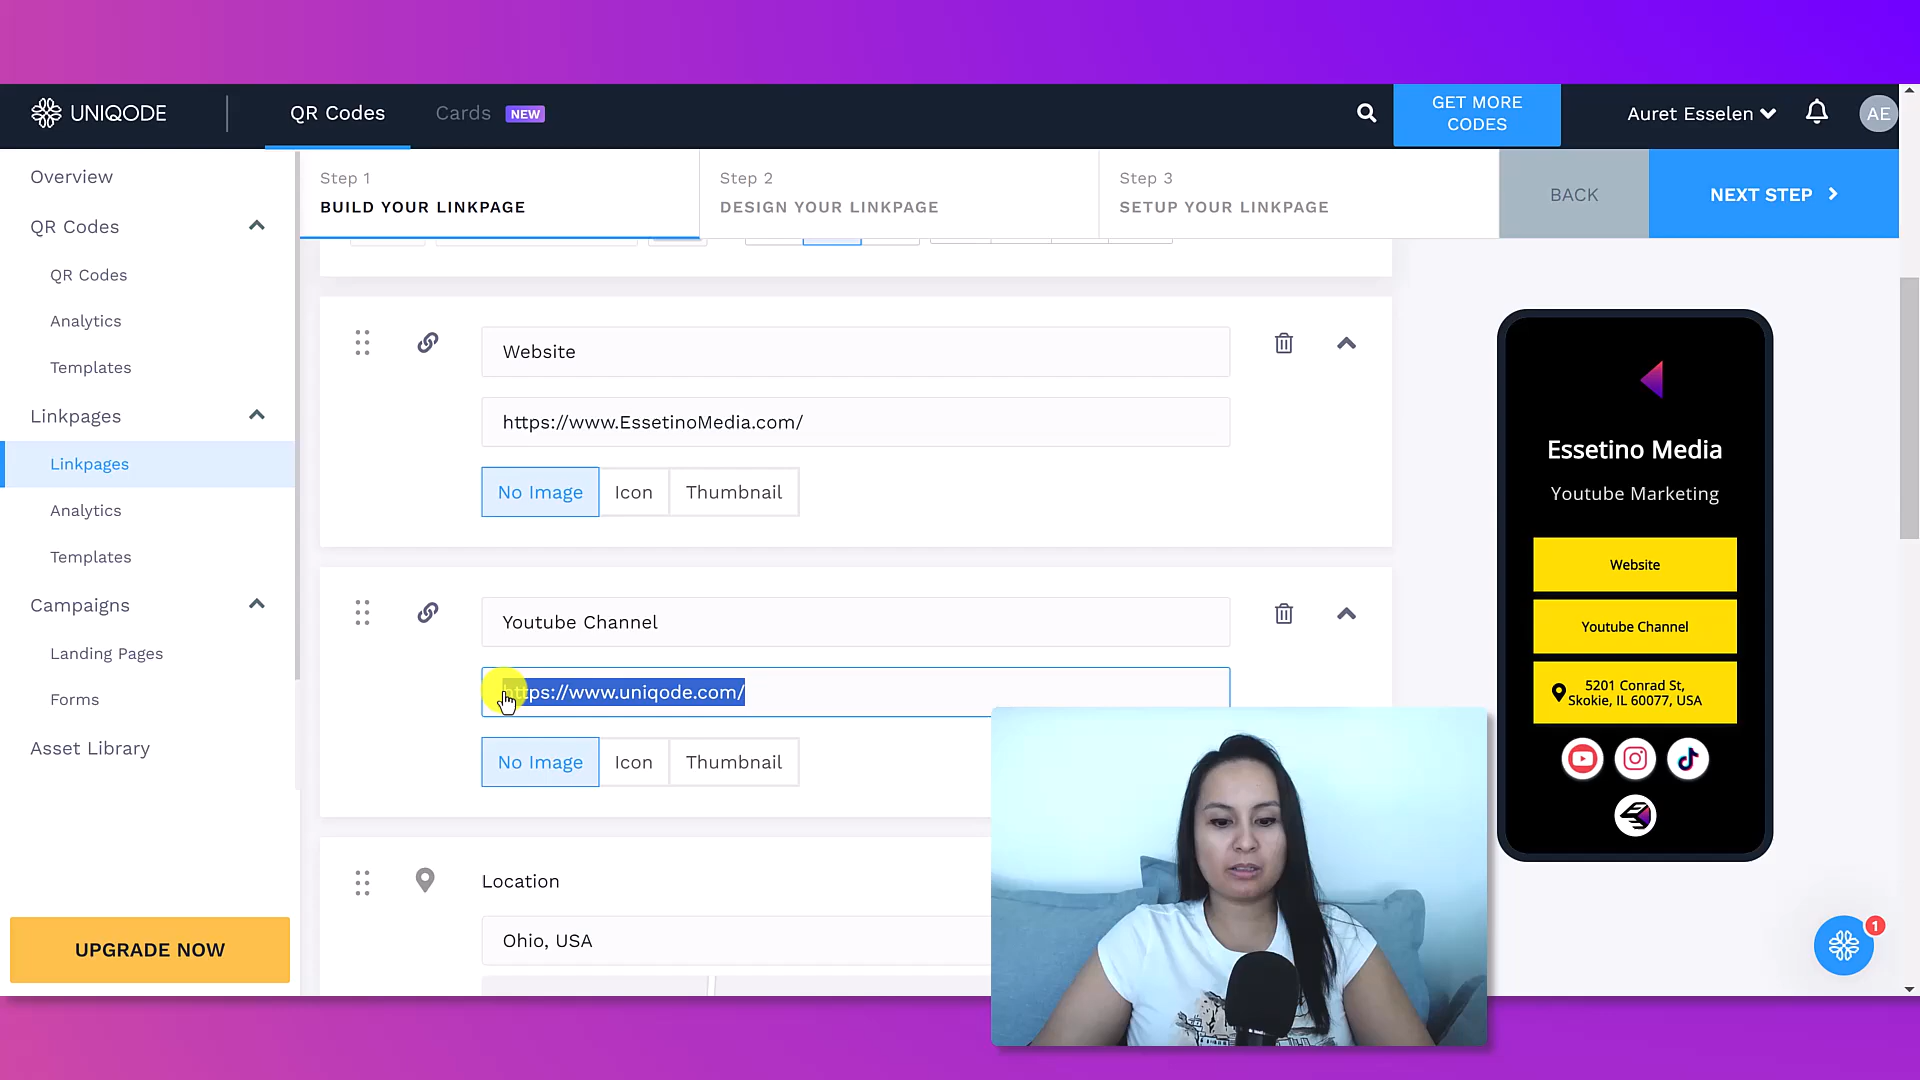 UNIQODE
QR Codes
Cards NEW
GET MORE
CODES
Auret Esselen
AE
Overview
QR Codes
QR Codes
Analytics
Templates
Linkpages
Linkpages
Analytics
Templates
Campaigns
Landing Pages
Forms
Asset Library
UPGRADE NOW
Step 1
BUILD YOUR LINKPAGE
Step 2
DESIGN YOUR LINKPAGE
Step 3
SETUP YOUR LINKPAGE
BACK
NEXT STEP
Website
https://www.EssetinoMedia.com/
No Image
Icon
Thumbnail
Youtube Channel
https://www.uniqode.com/
No Image
Icon
Thumbnail
Location
Ohio, USA
Essetino Media
Youtube Marketing
Website
Youtube Channel
5201 Conrad St,
Skokie, IL 60077, USA
1